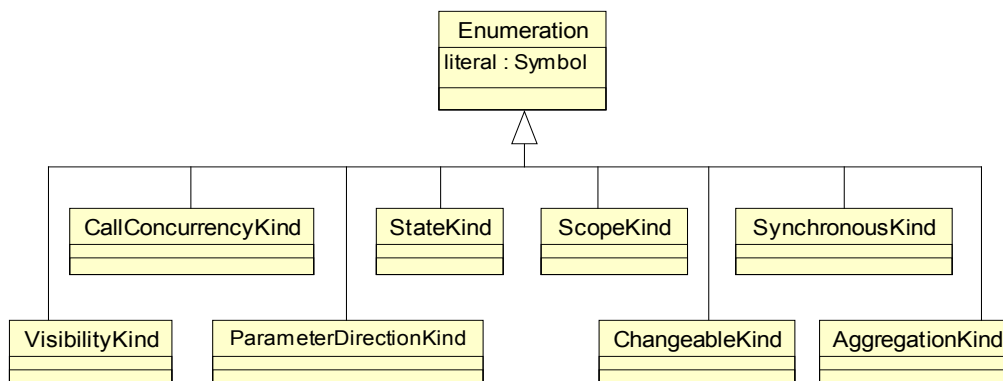 Enumeration
literal : Symbol
CallConcurrencyKind
StateKind
ScopeKind
SynchronousKind
VisibilityKind
ParameterDirectionKind
ChangeableKind
AggregationKind